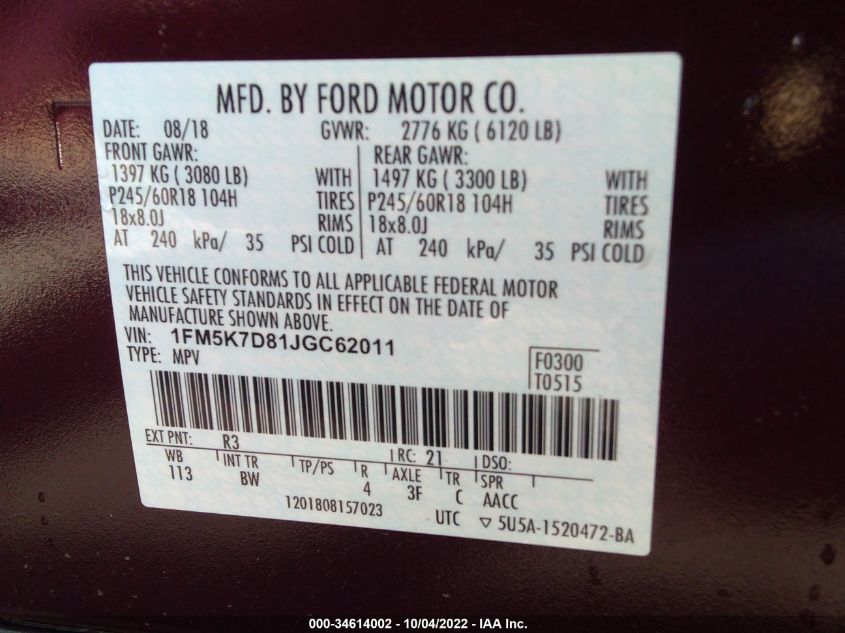 MFD. BY FORD MOTOR CO.
DATE: 08/18 GVWR: 2776 KG ( 6120 LB)
FRONT GAWR: REAR GAWR:
1397 KG ( 3080 LB) WITH 1497 KG ( 3300 LB) WITH
P245/60R18 104H TIRES P245/60R18 104H TIRES
18x8.0J RIMS 18x8.0J RIMS
AT 240 kPa/ 35 PSI COLD AT 240 kPa/ 35 PSI COLD
THIS VEHICLE CONFORMS TO ALL APPLICABLE FEDERAL MOTOR
VEHICLE SAFETY STANDARDS IN EFFECT ON THE DATE OF
MANUFACTURE SHOWN ABOVE.
VIN: 1FM5K7D81JGC62011
TYPE: MPV
F0300
T0515
EXT PNT: R3 RC: 21 DSO:
WB INT TR TP/PS R AXLE TR SPR
113 BW 4 3F C AACC
1201808157023
UTC ▽ 5U5A-1520472-BA
000-34614002 - 10/04/2022 - IAA Inc.